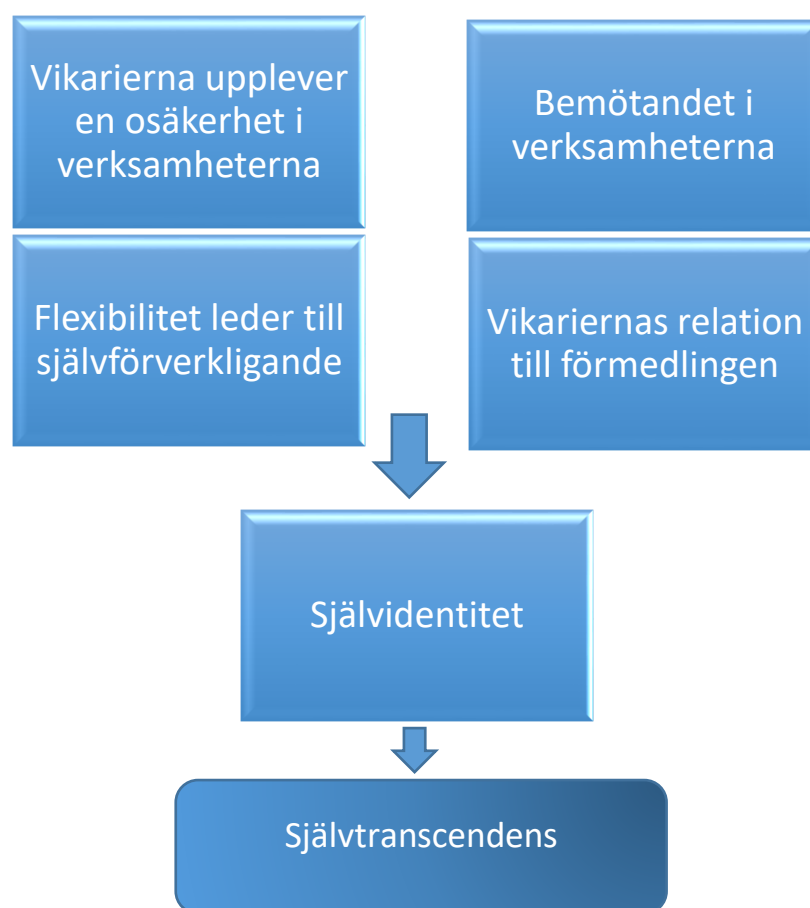 Vikarierna upplever
en osäkerhet i
verksamheterna
Bemötandet i
verksamheterna
Flexibilitet leder till
självförverkligande
Vikariernas relation
till förmedlingen
Självidentitet
Självtranscendens